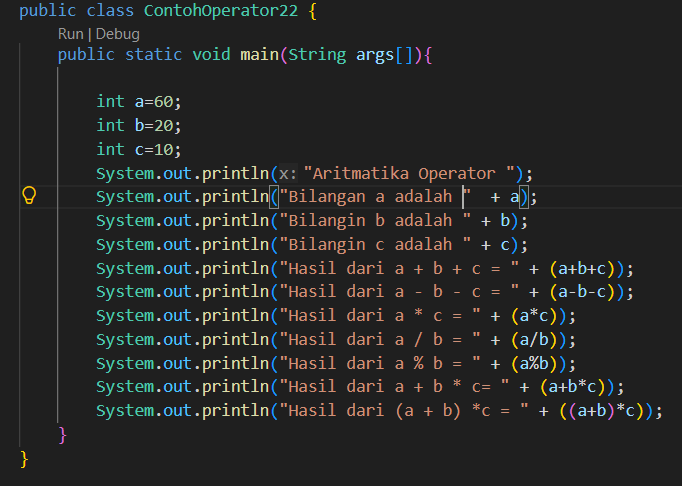 public class ContohOperator22 {
Run | Debug
public static void main(String args[]){
int a=60;
int b=20;
int c=10;
System.out.println(x: "Aritmatika Operator ");
System.out.println("Bilangan a adalah "  + a);
System.out.println("Bilangin b adalah " + b);
System.out.println("Bilangin c adalah " + c);
System.out.println("Hasil dari a + b + c = " + (a+b+c));
System.out.println("Hasil dari a - b - c = " + (a-b-c));
System.out.println("Hasil dari a * c = " + (a*c));
System.out.println("Hasil dari a / b = " + (a/b));
System.out.println("Hasil dari a % b = " + (a%b));
System.out.println("Hasil dari a + b * c= " + (a+b*c));
System.out.println("Hasil dari (a + b) *c = " + ((a+b)*c));
}
}